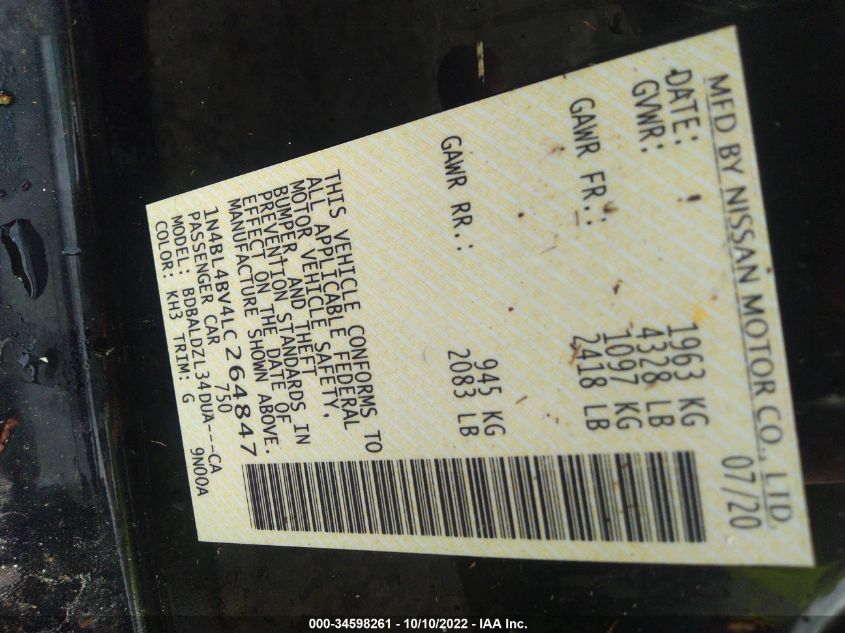 MFD BY NISSAN MOTOR CO., LTD.
DATE: 07/20
GVWR: 1963 KG
4328 LB
GAWR FR.: 1097 KG
2418 LB
GAWR RR.: 945 KG
2083 LB
THIS VEHICLE CONFORMS TO
ALL APPLICABLE FEDERAL
MOTOR VEHICLE SAFETY,
BUMPER, AND THEFT
PREVENTION STANDARDS IN
EFFECT ON THE DATE OF
MANUFACTURE SHOWN ABOVE.
1N4BL4BV4LC264847
PASSENGER CAR 750
MODEL: BDBALDZL34DUA---CA
COLOR: KH3 TRIM: G 9N00A
000-34598261 - 10/10/2022 - IAA Inc.